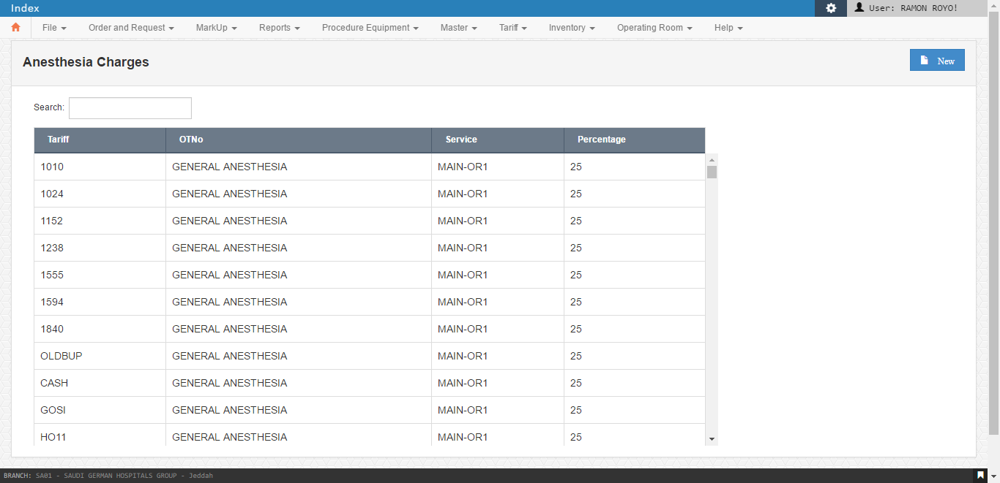 Index User: RAMON ROYO!
File Order and Request MarkUp Reports Procedure Equipment Master Tariff Inventory Operating Room Help
Anesthesia Charges New
Search:
Tariff OTNo Service Percentage
1010 GENERAL ANESTHESIA MAIN-OR1 25
1024 GENERAL ANESTHESIA MAIN-OR1 25
1152 GENERAL ANESTHESIA MAIN-OR1 25
1238 GENERAL ANESTHESIA MAIN-OR1 25
1555 GENERAL ANESTHESIA MAIN-OR1 25
1594 GENERAL ANESTHESIA MAIN-OR1 25
1840 GENERAL ANESTHESIA MAIN-OR1 25
OLDBUP GENERAL ANESTHESIA MAIN-OR1 25
CASH GENERAL ANESTHESIA MAIN-OR1 25
GOSI GENERAL ANESTHESIA MAIN-OR1 25
HO11 GENERAL ANESTHESIA MAIN-OR1 25
BRANCH: SA01 - SAUDI GERMAN HOSPITALS GROUP - Jeddah